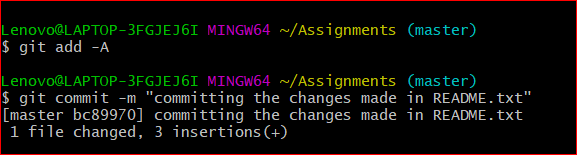 Lenovo@LAPTOP-3FGJEJ6I MINGW64 ~/Assignments (master)
$ git add -A
Lenovo@LAPTOP-3FGJEJ6I MINGW64 ~/Assignments (master)
$ git commit -m "committing the changes made in README.txt"
[master bc89970] committing the changes made in README.txt
1 file changed, 3 insertions(+)